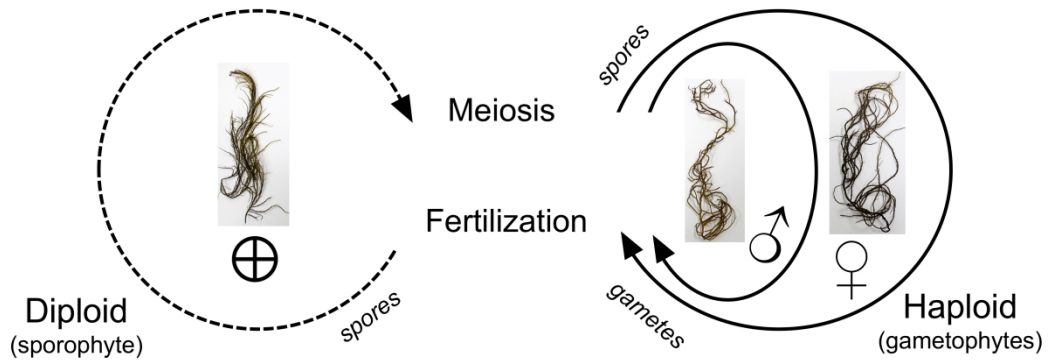 Meiosis
Fertilization
Diploid
(sporophyte)
spores
spores
gametes
Haploid
(gametophytes)